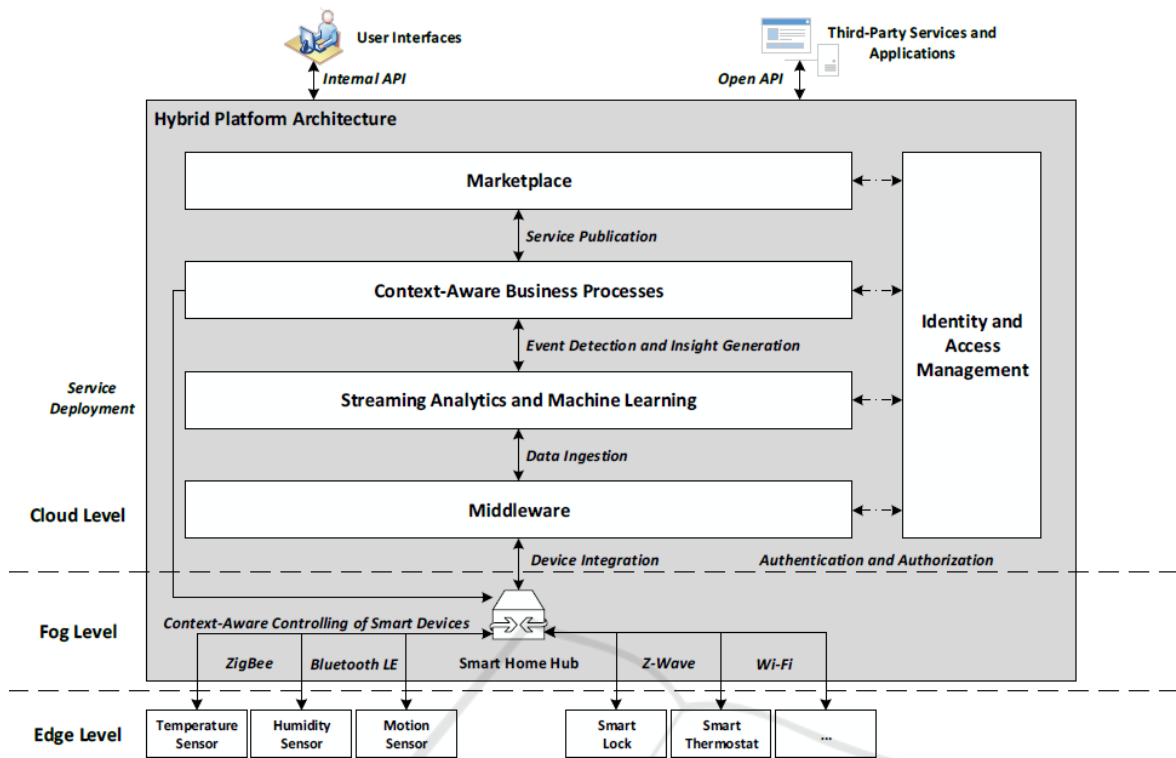 User Interfaces
Third-Party Services and
Applications
Internal API
Open API
Hybrid Platform Architecture
Marketplace
Service Publication
Context-Aware Business Processes
Identity and
Access
Management
Event Detection and Insight Generation
Service
Deployment
Streaming Analytics and Machine Learning
Data Ingestion
Cloud Level
Middleware
Device Integration
Authentication and Authorization
Fog Level
Context-Aware Controlling of Smart Devices
ZigBee
Bluetooth LE
Smart Home Hub
Z-Wave
Wi-Fi
Edge Level
Temperature
Sensor
Humidity
Sensor
Motion
Sensor
Smart
Lock
Smart
Thermostat
...